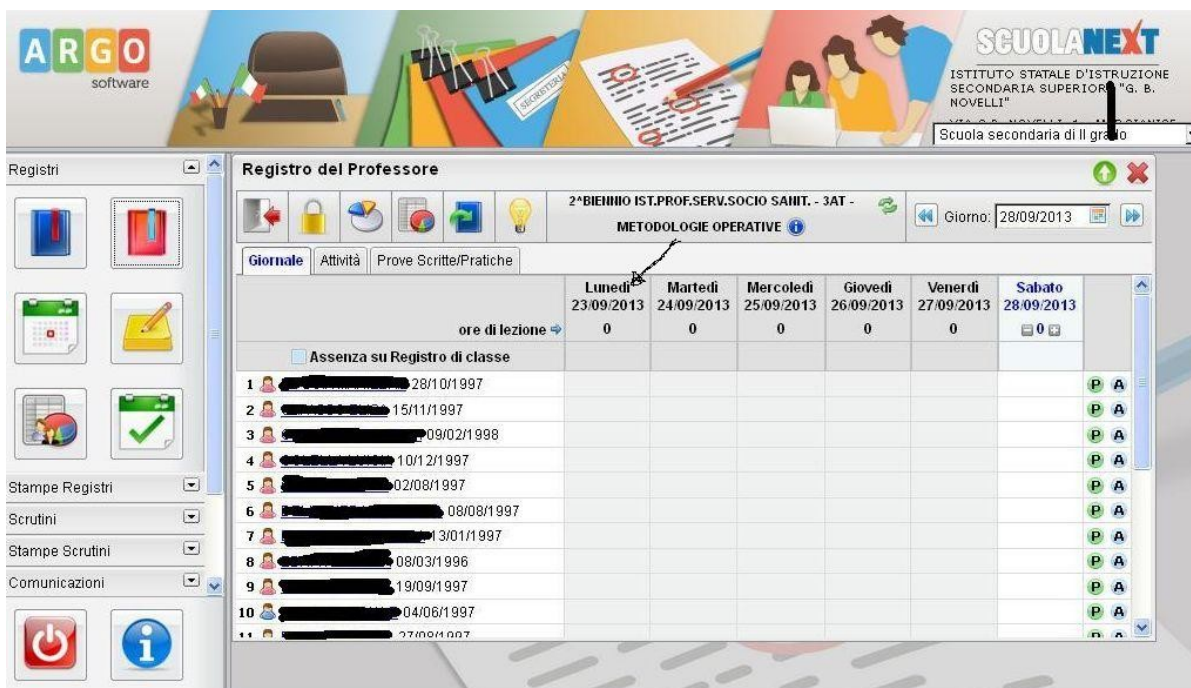 ARGO
software
SEGRETERIA
SCUOLANEXT
ISTITUTO STATALE D'ISTRUZIONE
SECONDARIA SUPERIORE "G. B.
NOVELLI"
Scuola secondaria di II grado
Registri
Stampe Registri
Scrutini
Stampe Scrutini
Comunicazioni
Registro del Professore
2^BIENNIO IST.PROF.SERV.SOCIO SANIT. - 3AT -
METODOLOGIE OPERATIVE
Giorno: 28/09/2013
Giornale Attività Prove Scritte/Pratiche
Lunedì Martedì Mercoledì Giovedì Venerdì Sabato
23/09/2013 24/09/2013 25/09/2013 26/09/2013 27/09/2013 28/09/2013
ore di lezione 0 0 0 0 0 0
Assenza su Registro di classe
1 28/10/1997 P A
2 15/11/1997 P A
3 09/02/1998 P A
4 10/12/1997 P A
5 02/08/1997 P A
6 08/08/1997 P A
7 13/01/1997 P A
8 08/03/1996 P A
9 19/09/1997 P A
10 04/06/1997 P A